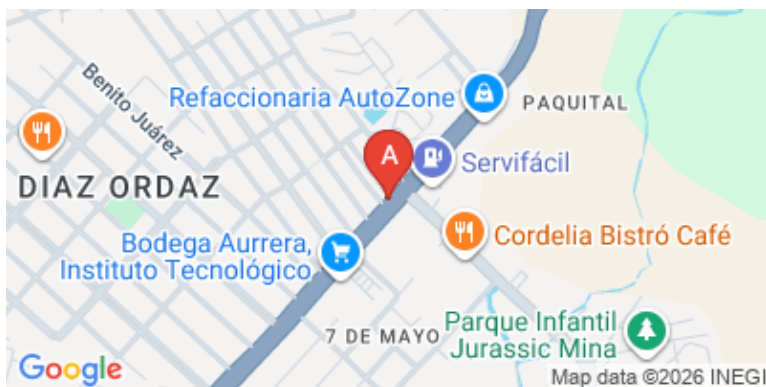 Benito Juárez
Refaccionaria AutoZone
PAQUITAL
A
Servifácil
DIAZ ORDAZ
Cordelia Bistró Café
Bodega Aurrera,
Instituto Tecnológico
7 DE MAYO
Parque Infantil
Jurassic Mina
Google
Map data ©2026 INEGI